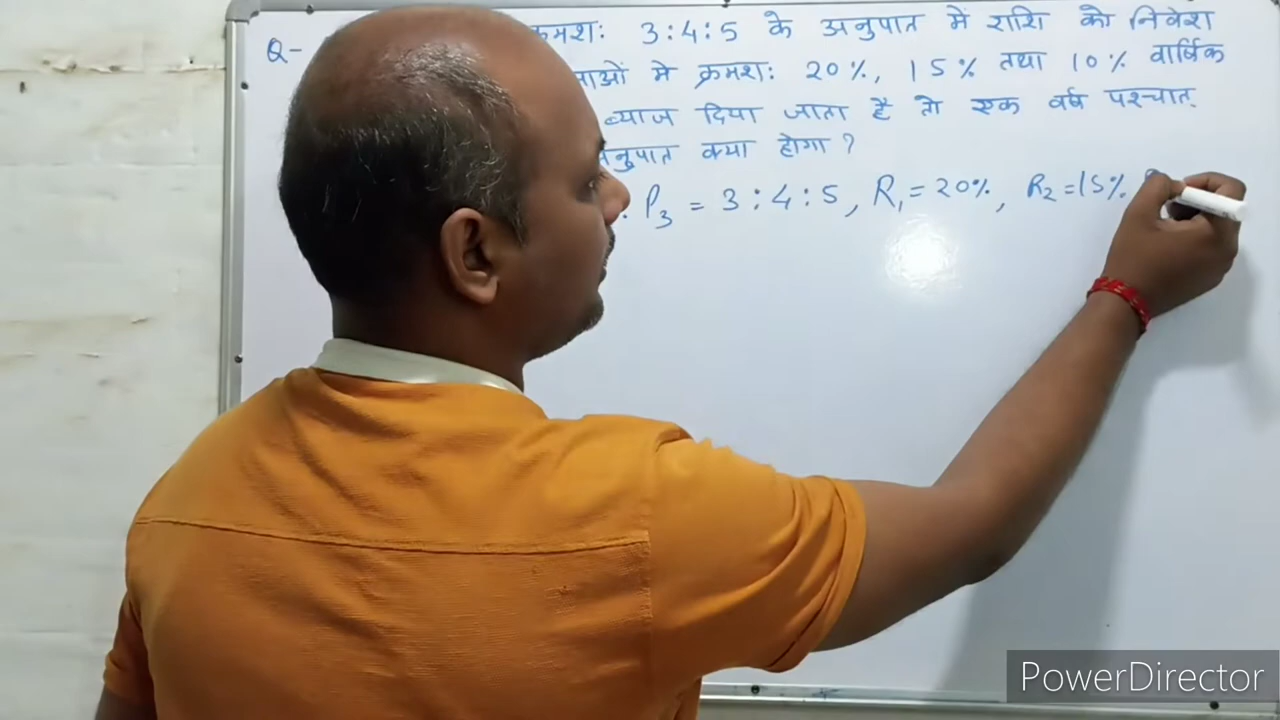 Q- क्रमशः 3:4:5 के अनुपात में राशि को निवेश
में क्रमशः 20%, 15% तथा 10% वार्षिक
ब्याज दिया जाता है तो एक वर्ष पश्चात्
अनुपात क्या होगा ?
: P₃ = 3:4:5, R₁ = 20%, R₂ = 15%
PowerDirector